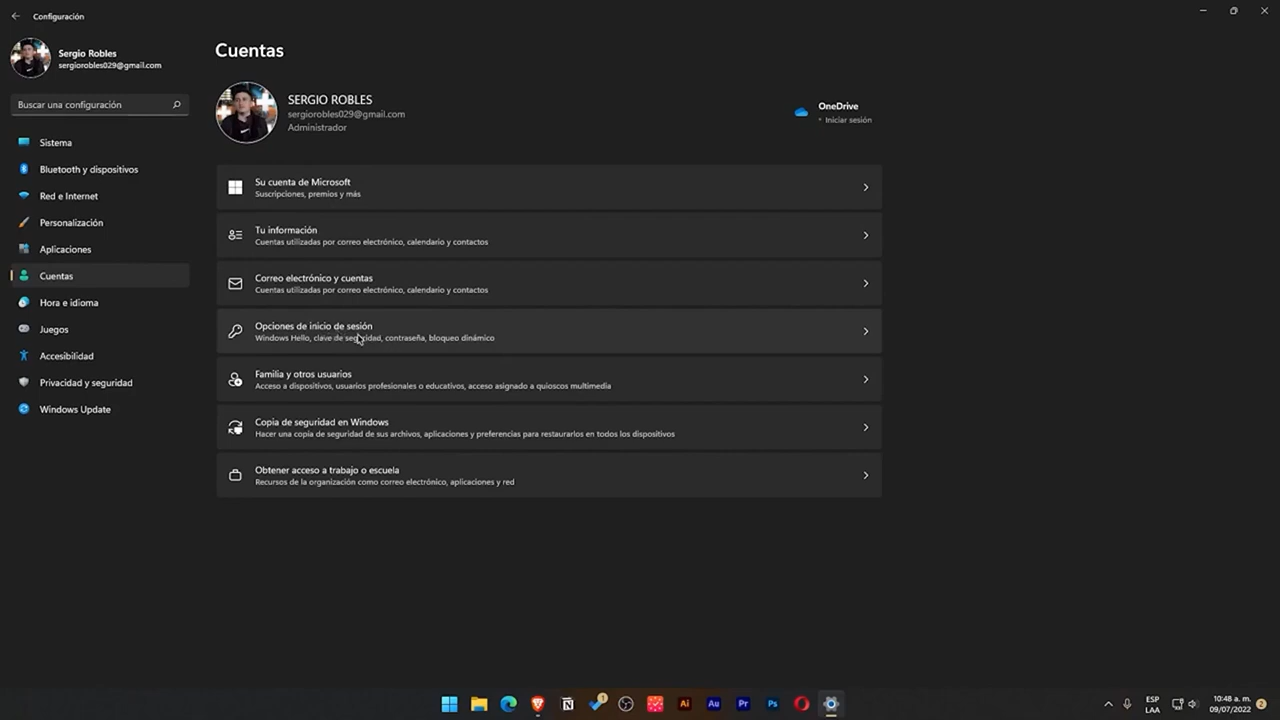 Configuración
Sergio Robles
sergiorobles029@gmail.com
Buscar una configuración
Sistema
Bluetooth y dispositivos
Red e Internet
Personalización
Aplicaciones
Cuentas
Hora e idioma
Juegos
Accesibilidad
Privacidad y seguridad
Windows Update
Cuentas
SERGIO ROBLES
sergiorobles029@gmail.com
Administrador
OneDrive
• Iniciar sesión
Su cuenta de Microsoft
Suscripciones, premios y más
Tu información
Cuentas utilizadas por correo electrónico, calendario y contactos
Correo electrónico y cuentas
Cuentas utilizadas por correo electrónico, calendario y contactos
Opciones de inicio de sesión
Windows Hello, clave de seguridad, contraseña, bloqueo dinámico
Familia y otros usuarios
Acceso a dispositivos, usuarios profesionales o educativos, acceso asignado a quioscos multimedia
Copia de seguridad en Windows
Hacer una copia de seguridad de sus archivos, aplicaciones y preferencias para restaurarlos en todos los dispositivos
Obtener acceso a trabajo o escuela
Recursos de la organización como correo electrónico, aplicaciones y red
1
Ai
Au
Pr
Ps
ESP
LAA
10:48 a. m.
09/07/2022
2